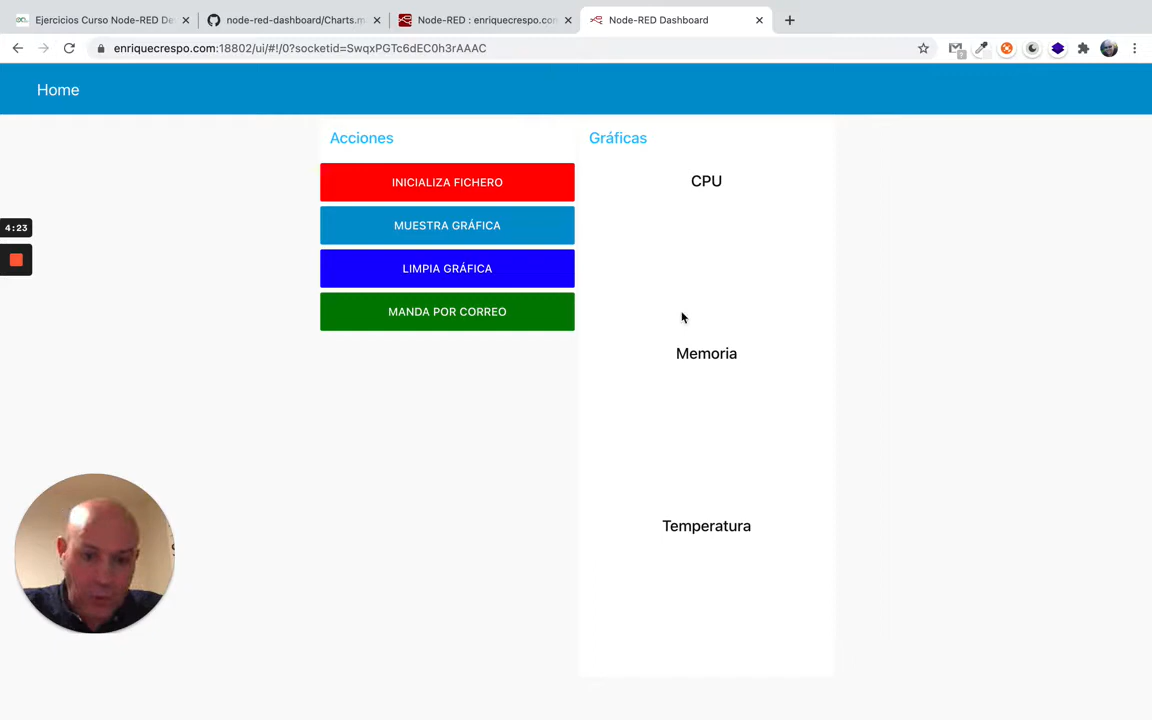 Ejercicios Curso Node-RED De
node-red-dashboard/Charts.m
Node-RED : enriquecrespo.com
Node-RED Dashboard
enriquecrespo.com:18802/ui/#!/0?socketid=SwqxPGTc6dEC0h3rAAAC
Home
Acciones
Gráficas
INICIALIZA FICHERO
CPU
4:23
MUESTRA GRÁFICA
LIMPIA GRÁFICA
MANDA POR CORREO
Memoria
Temperatura